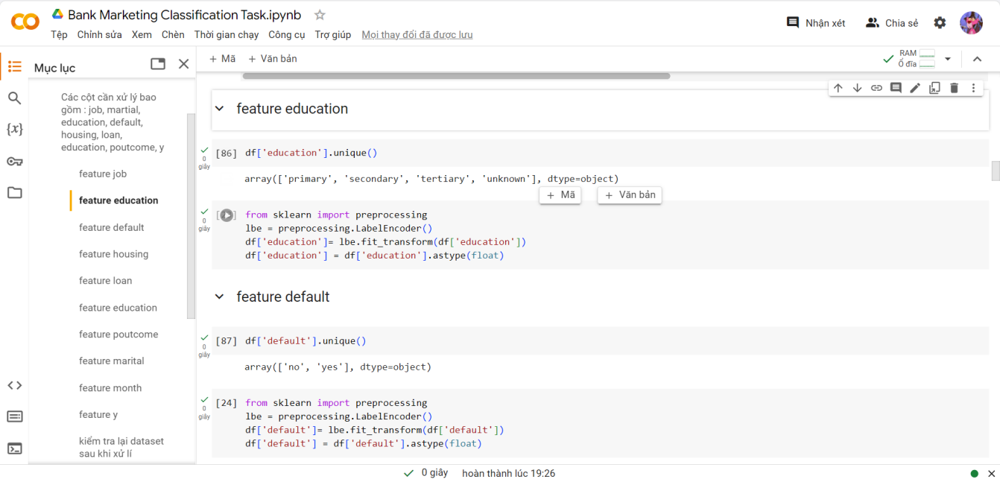 Bank Marketing Classification Task.ipynb
Tệp Chỉnh sửa Xem Chèn Thời gian chạy Công cụ Trợ giúp Mọi thay đổi đã được lưu
Nhận xét
Chia sẻ
Mục lục
+ Mã + Văn bản
RAM
Ổ đĩa
Các cột cần xử lý bao
gồm : job, martial,
education, default,
housing, loan,
education, poutcome, y
feature job
feature education
feature default
feature housing
feature loan
feature education
feature poutcome
feature marital
feature month
feature y
kiểm tra lại dataset
sau khi xử lí
feature education
0
giây
[86] df['education'].unique()
array(['primary', 'secondary', 'tertiary', 'unknown'], dtype=object)
+ Mã + Văn bản
0
giây
from sklearn import preprocessing
lbe = preprocessing.LabelEncoder()
df['education']= lbe.fit_transform(df['education'])
df['education'] = df['education'].astype(float)
feature default
0
giây
[87] df['default'].unique()
array(['no', 'yes'], dtype=object)
0
giây
[24] from sklearn import preprocessing
lbe = preprocessing.LabelEncoder()
df['default']= lbe.fit_transform(df['default'])
df['default'] = df['default'].astype(float)
0 giây hoàn thành lúc 19:26